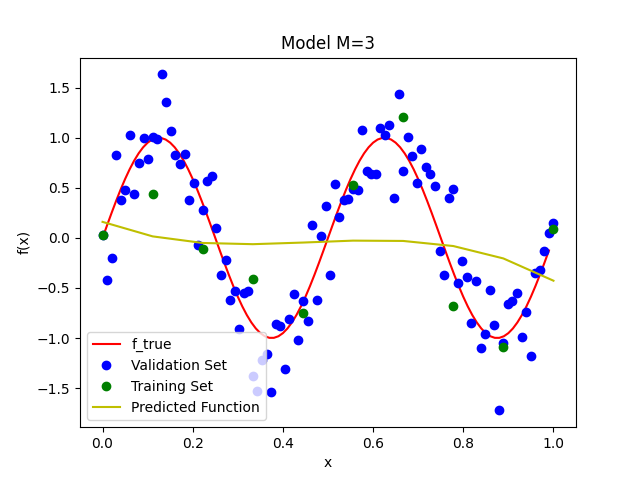 Model M=3
f(x)
1.5
1.0
0.5
0.0
−0.5
−1.0
−1.5
f_true
Validation Set
Training Set
Predicted Function
0.0 0.2 0.4 0.6 0.8 1.0
x